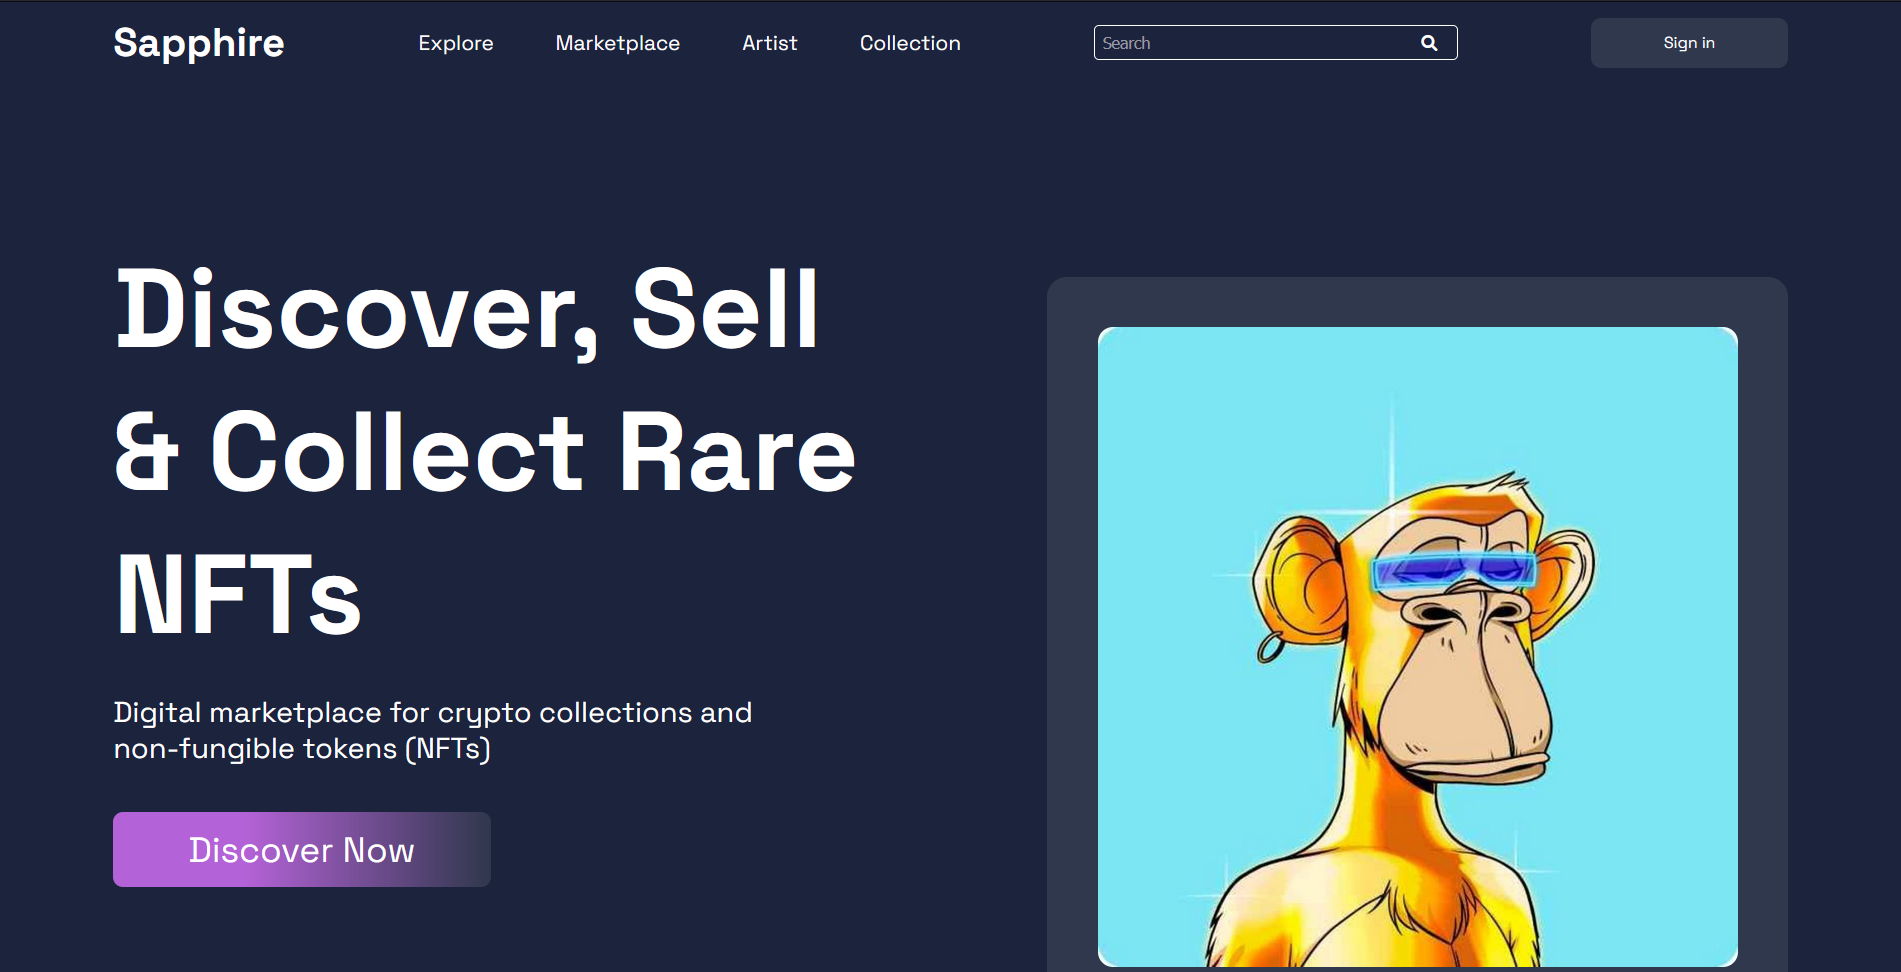 Sapphire
Explore
Marketplace
Artist
Collection
Search
Sign in
Discover, Sell
& Collect Rare
NFTs
Digital marketplace for crypto collections and
non-fungible tokens (NFTs)
Discover Now